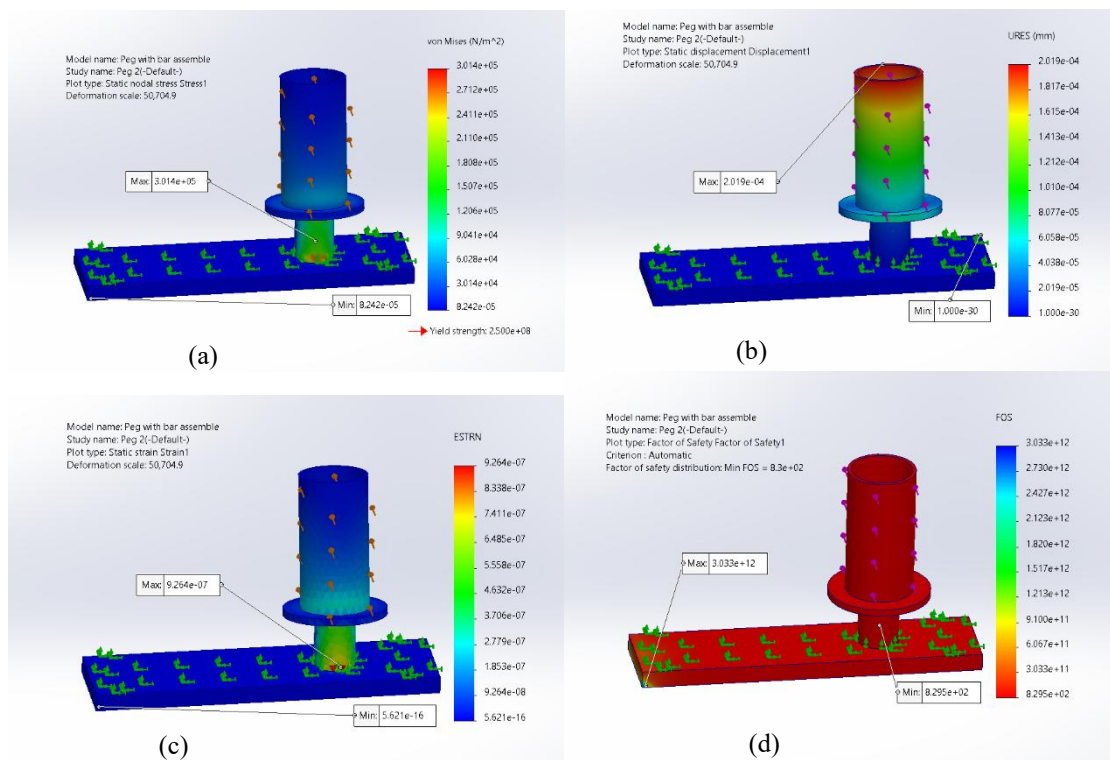 Model name: Peg with bar assemble
Study name: Peg 2(-Default-)
Plot type: Static nodal stress Stress1
Deformation scale: 50,704.9
von Mises (N/m^2)
3.014e+05
2.712e+05
2.411e+05
2.110e+05
1.808e+05
1.507e+05
1.206e+05
9.041e+04
6.028e+04
3.014e+04
8.242e-05
Yield strength: 2.500e+08
Max: 3.014e+05
Min: 8.242e-05
(a)
Model name: Peg with bar assemble
Study name: Peg 2(-Default-)
Plot type: Static displacement Displacement1
Deformation scale: 50,704.9
URES (mm)
2.019e-04
1.817e-04
1.615e-04
1.413e-04
1.212e-04
1.010e-04
8.077e-05
6.058e-05
4.038e-05
2.019e-05
1.000e-30
Max: 2.019e-04
Min: 1.000e-30
(b)
Model name: Peg with bar assemble
Study name: Peg 2(-Default-)
Plot type: Static strain Strain1
Deformation scale: 50,704.9
ESTRN
9.264e-07
8.338e-07
7.411e-07
6.485e-07
5.558e-07
4.632e-07
3.706e-07
2.779e-07
1.853e-07
9.264e-08
5.621e-16
Max: 9.264e-07
Min: 5.621e-16
(c)
Model name: Peg with bar assemble
Study name: Peg 2(-Default-)
Plot type: Factor of Safety Factor of Safety1
Criterion : Automatic
Factor of safety distribution: Min FOS = 8.3e+02
FOS
3.033e+12
2.730e+12
2.427e+12
2.123e+12
1.820e+12
1.517e+12
1.213e+12
9.100e+11
6.067e+11
3.033e+11
8.295e+02
Max: 3.033e+12
Min: 8.295e+02
(d)